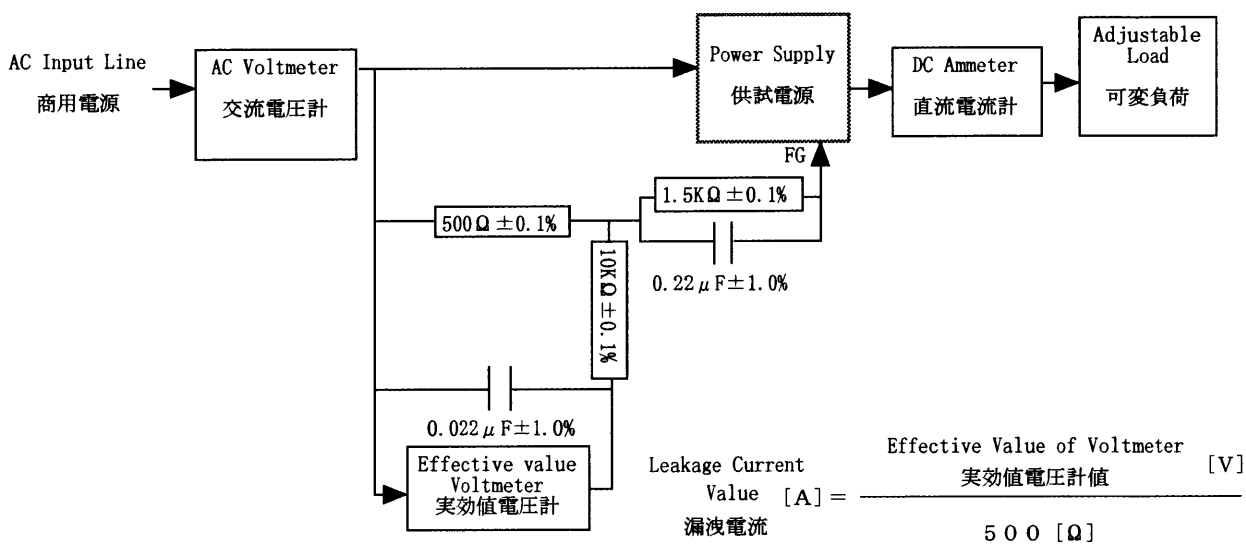 AC Input Line
商用電源
AC Voltmeter
交流電圧計
Power Supply
供試電源
DC Ammeter
直流電流計
Adjustable
Load
可変負荷
FG
1.5KΩ±0.1%
500Ω±0.1%
10KΩ±0.1%
0.22μF±1.0%
0.022μF±1.0%
Effective value
Voltmeter
実効値電圧計
Leakage Current
Value [A] =
漏洩電流
Effective Value of Voltmeter
実効値電圧計値 [V]
500 [Ω]